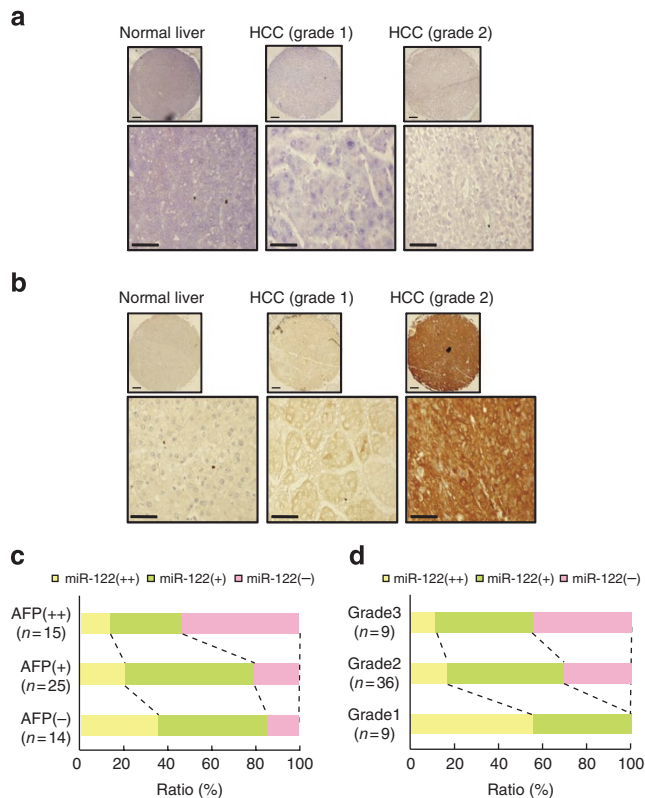 a
Normal liver HCC (grade 1) HCC (grade 2)
b
Normal liver HCC (grade 1) HCC (grade 2)
c
miR-122(++) miR-122(+) miR-122(−)
AFP(++)
(n=15)
AFP(+)
(n=25)
AFP(−)
(n=14)
0 20 40 60 80 100
Ratio (%)
d
miR-122(++) miR-122(+) miR-122(−)
Grade3
(n=9)
Grade2
(n=36)
Grade1
(n=9)
0 20 40 60 80 100
Ratio (%)